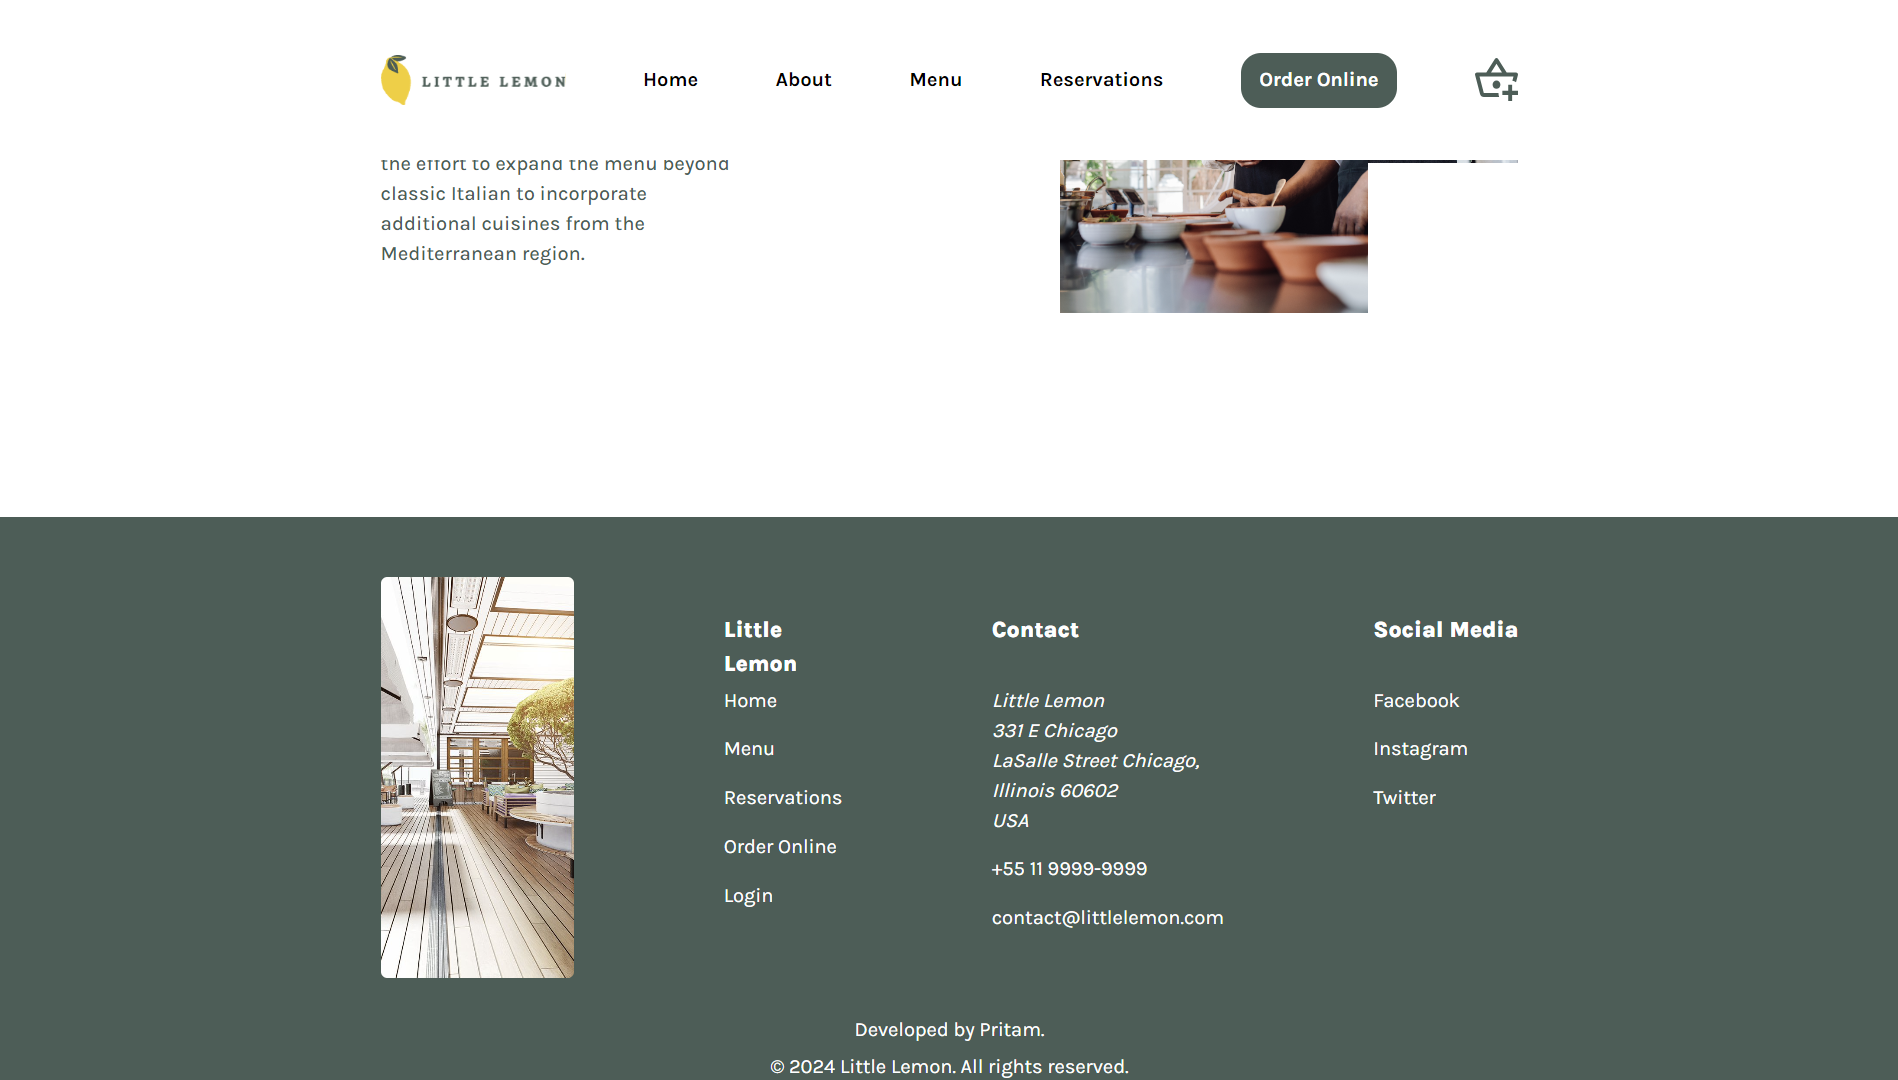 LITTLE LEMON
Home
About
Menu
Reservations
Order Online
the effort to expand the menu beyond
classic Italian to incorporate
additional cuisines from the
Mediterranean region.
Little
Lemon
Home
Menu
Reservations
Order Online
Login
Contact
Little Lemon
331 E Chicago
LaSalle Street Chicago,
Illinois 60602
USA
+55 11 9999-9999
contact@littlelemon.com
Social Media
Facebook
Instagram
Twitter
Developed by Pritam.
© 2024 Little Lemon. All rights reserved.